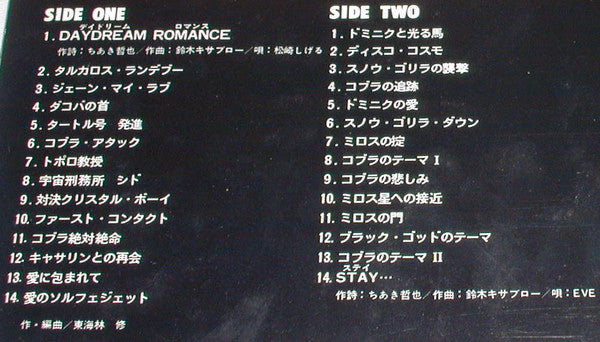 SIDE ONE
デイドリーム ロマンス
1. DAYDREAM ROMANCE
作詩：ちあき哲也／作曲：鈴木キサブロー／唄：松崎しげる
2. タルカロス・ランデブー
3. ジェーン・マイ・ラブ
4. ダコバの首
5. タートル号 発進
6. コブラ・アタック
7. トポロ教授
8. 宇宙刑務所 シド
9. 対決クリスタル・ボーイ
10. ファースト・コンタクト
11. コブラ絶対絶命
12. キャサリンとの再会
13. 愛に包まれて
14. 愛のソルフェジェット
作・編曲／東海林 修
SIDE TWO
1. ドミニクと光る馬
2. ディスコ・コスモ
3. スノウ・ゴリラの襲撃
4. コブラの追跡
5. ドミニクの愛
6. スノウ・ゴリラ・ダウン
7. ミロスの掟
8. コブラのテーマ I
9. コブラの悲しみ
10. ミロス星への接近
11. ミロスの門
12. ブラック・ゴッドのテーマ
13. コブラのテーマ II
ステイ
14. STAY…
作詩：ちあき哲也／作曲：鈴木キサブロー／唄：EVE